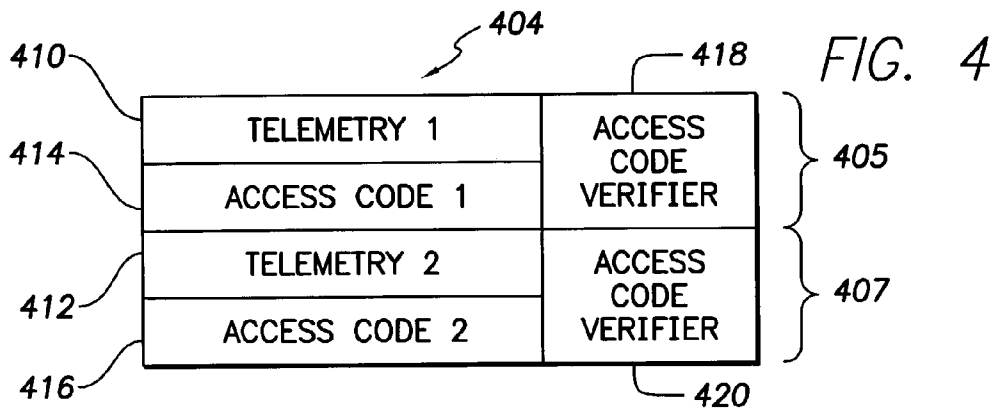 404
FIG. 4
410
418
TELEMETRY 1
ACCESS
CODE
VERIFIER
405
414
ACCESS CODE 1
412
TELEMETRY 2
ACCESS
CODE
VERIFIER
407
416
ACCESS CODE 2
420